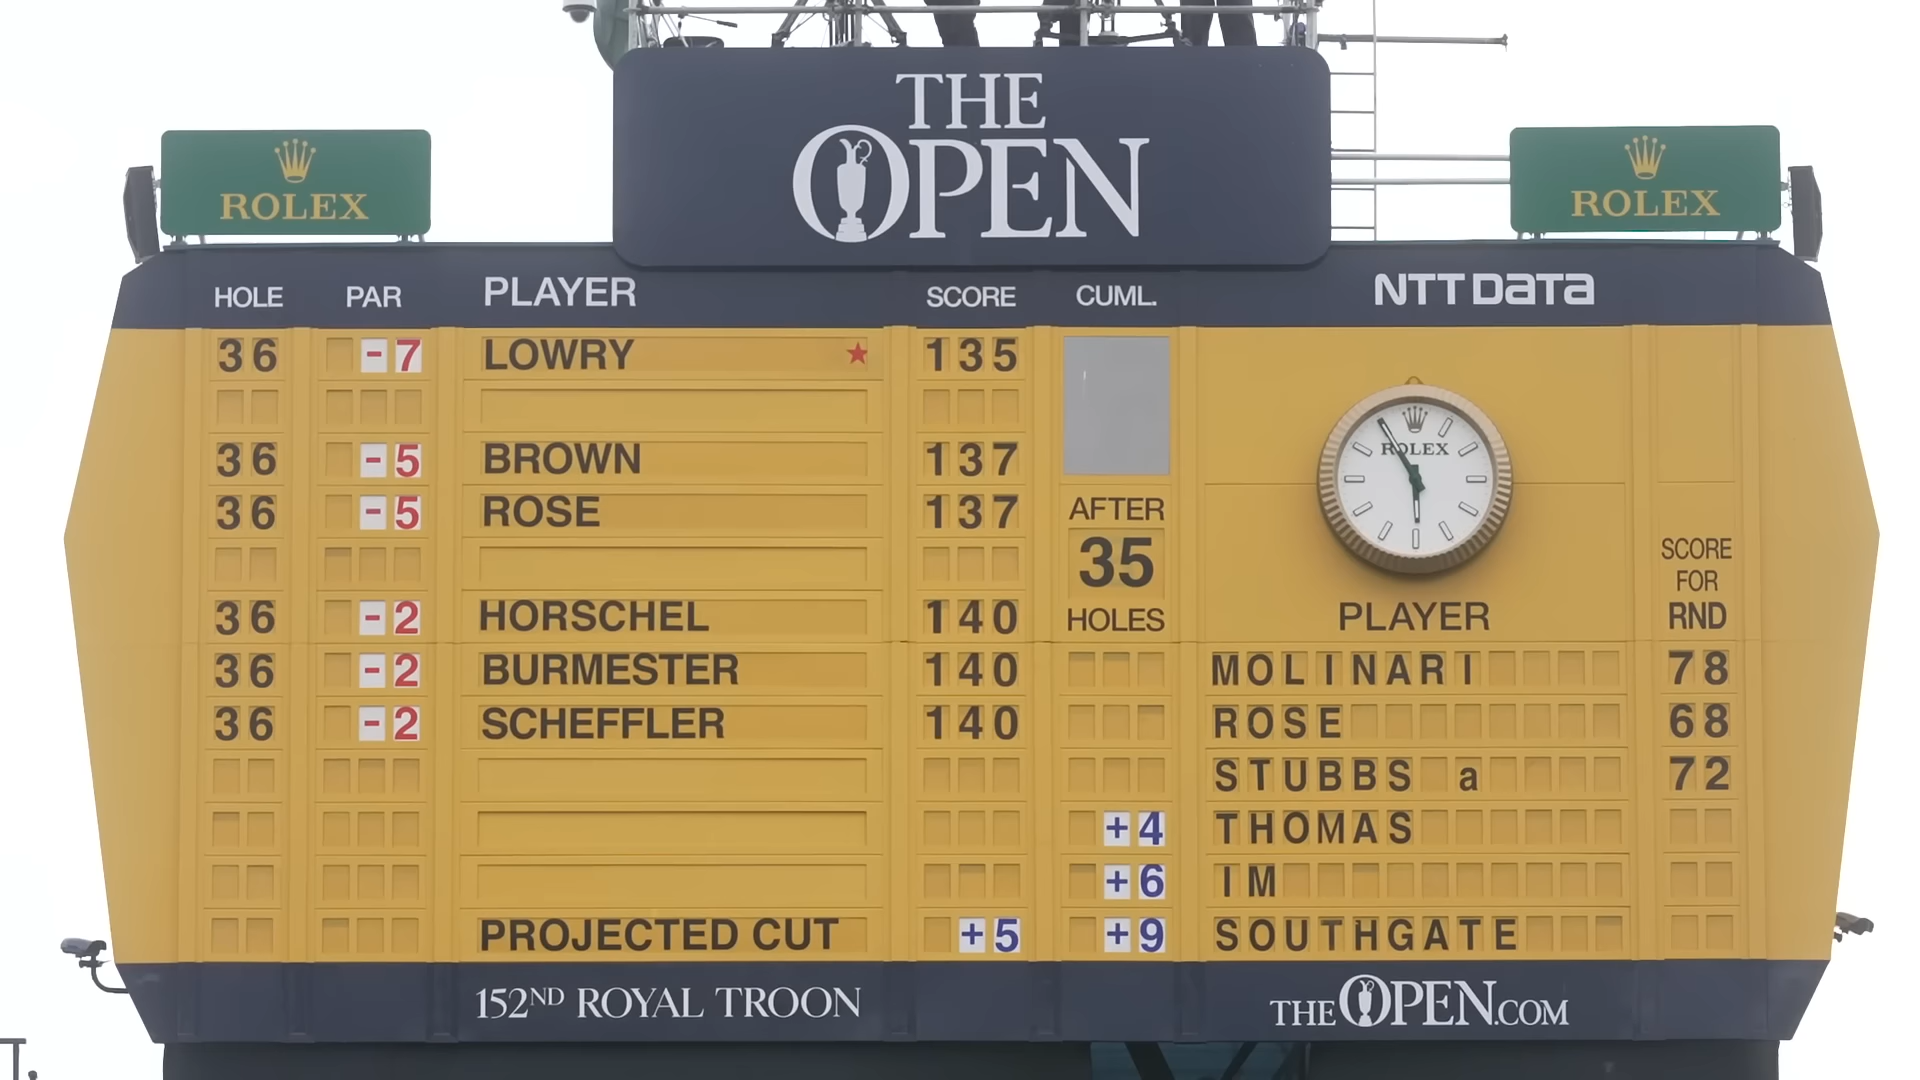 THE
OPEN
ROLEX
ROLEX
HOLE PAR PLAYER SCORE CUML. NTT DATA
36 -7 LOWRY 135
36 -5 BROWN 137
36 -5 ROSE 137
36 -2 HORSCHEL 140
36 -2 BURMESTER 140
36 -2 SCHEFFLER 140
PROJECTED CUT +5
AFTER
35
HOLES
ROLEX
PLAYER
SCORE
FOR
RND
MOLINARI 78
ROSE 68
STUBBS a 72
+4 THOMAS
+6 IM
+9 SOUTHGATE
152ND ROYAL TROON
THEOPEN.COM